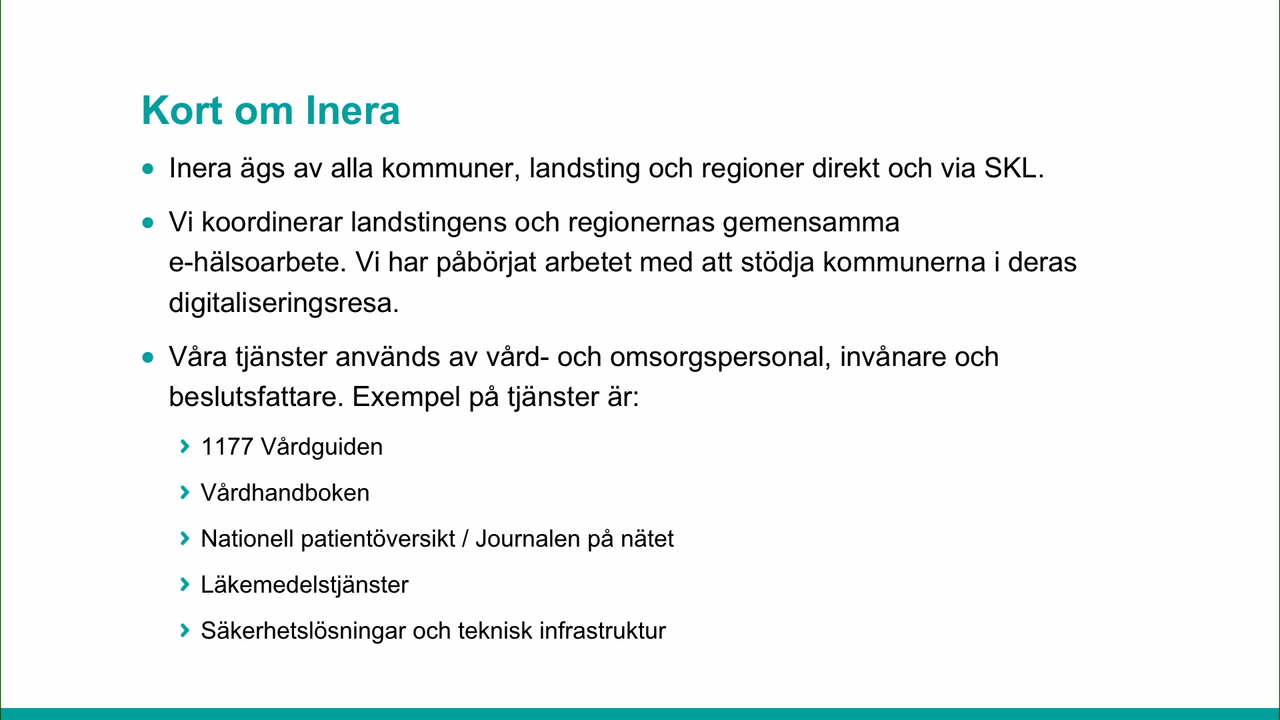 Kort om Inera
Inera ägs av alla kommuner, landsting och regioner direkt och via SKL.
Vi koordinerar landstingens och regionernas gemensamma
e-hälsoarbete. Vi har påbörjat arbetet med att stödja kommunerna i deras
digitaliseringsresa.
Våra tjänster används av vård- och omsorgspersonal, invånare och
beslutsfattare. Exempel på tjänster är:
1177 Vårdguiden
Vårdhandboken
Nationell patientöversikt / Journalen på nätet
Läkemedelstjänster
Säkerhetslösningar och teknisk infrastruktur